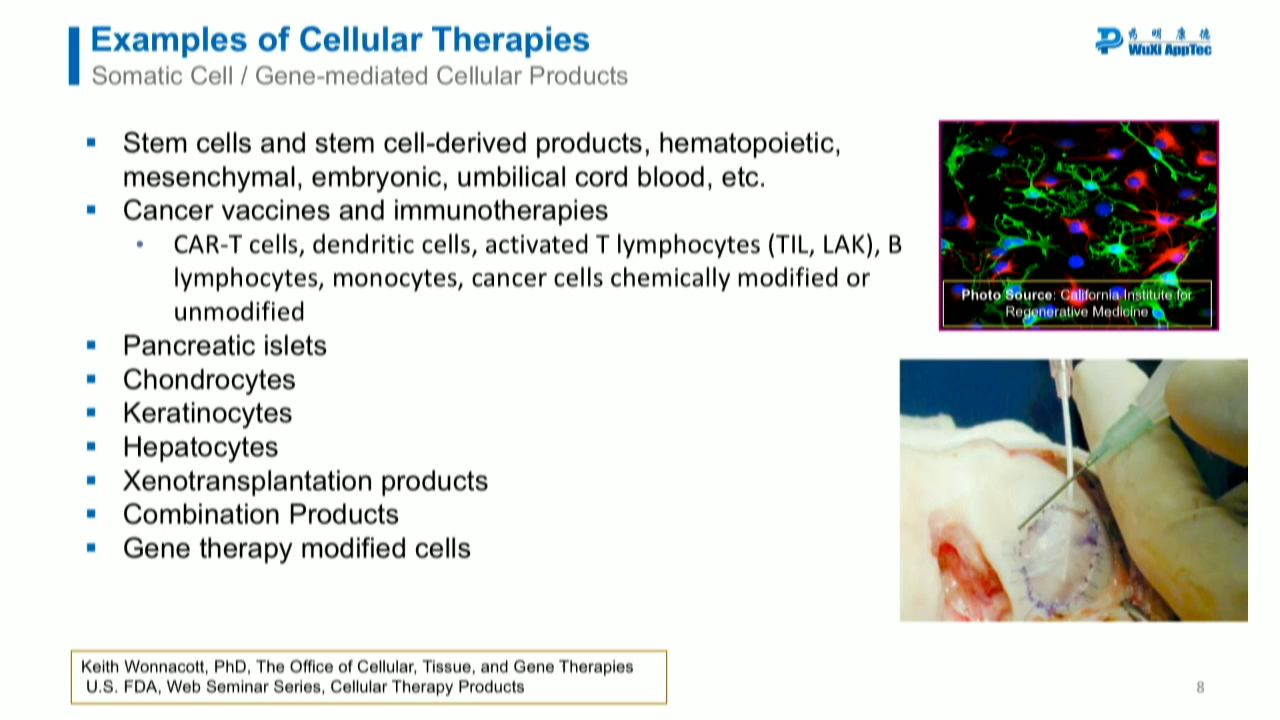 Examples of Cellular Therapies
Somatic Cell / Gene-mediated Cellular Products
药明康德
WuXi AppTec
▪ Stem cells and stem cell-derived products, hematopoietic,
mesenchymal, embryonic, umbilical cord blood, etc.
▪ Cancer vaccines and immunotherapies
• CAR-T cells, dendritic cells, activated T lymphocytes (TIL, LAK), B
lymphocytes, monocytes, cancer cells chemically modified or
unmodified
▪ Pancreatic islets
▪ Chondrocytes
▪ Keratinocytes
▪ Hepatocytes
▪ Xenotransplantation products
▪ Combination Products
▪ Gene therapy modified cells
Photo Source: California Institute for
Regenerative Medicine
Keith Wonnacott, PhD, The Office of Cellular, Tissue, and Gene Therapies
U.S. FDA, Web Seminar Series, Cellular Therapy Products
8